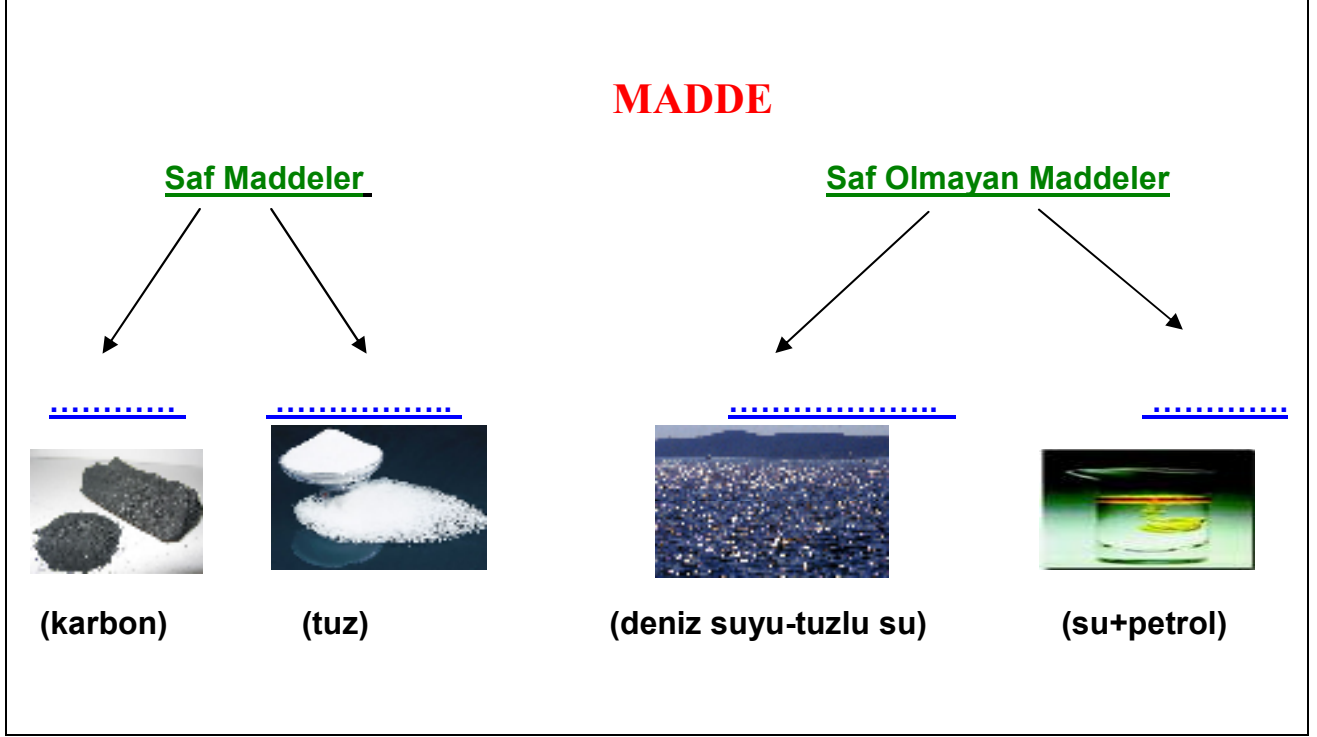 MADDE
Saf Maddeler Saf Olmayan Maddeler
………… …………….. ……………….. ………….
(karbon) (tuz) (deniz suyu-tuzlu su) (su+petrol)